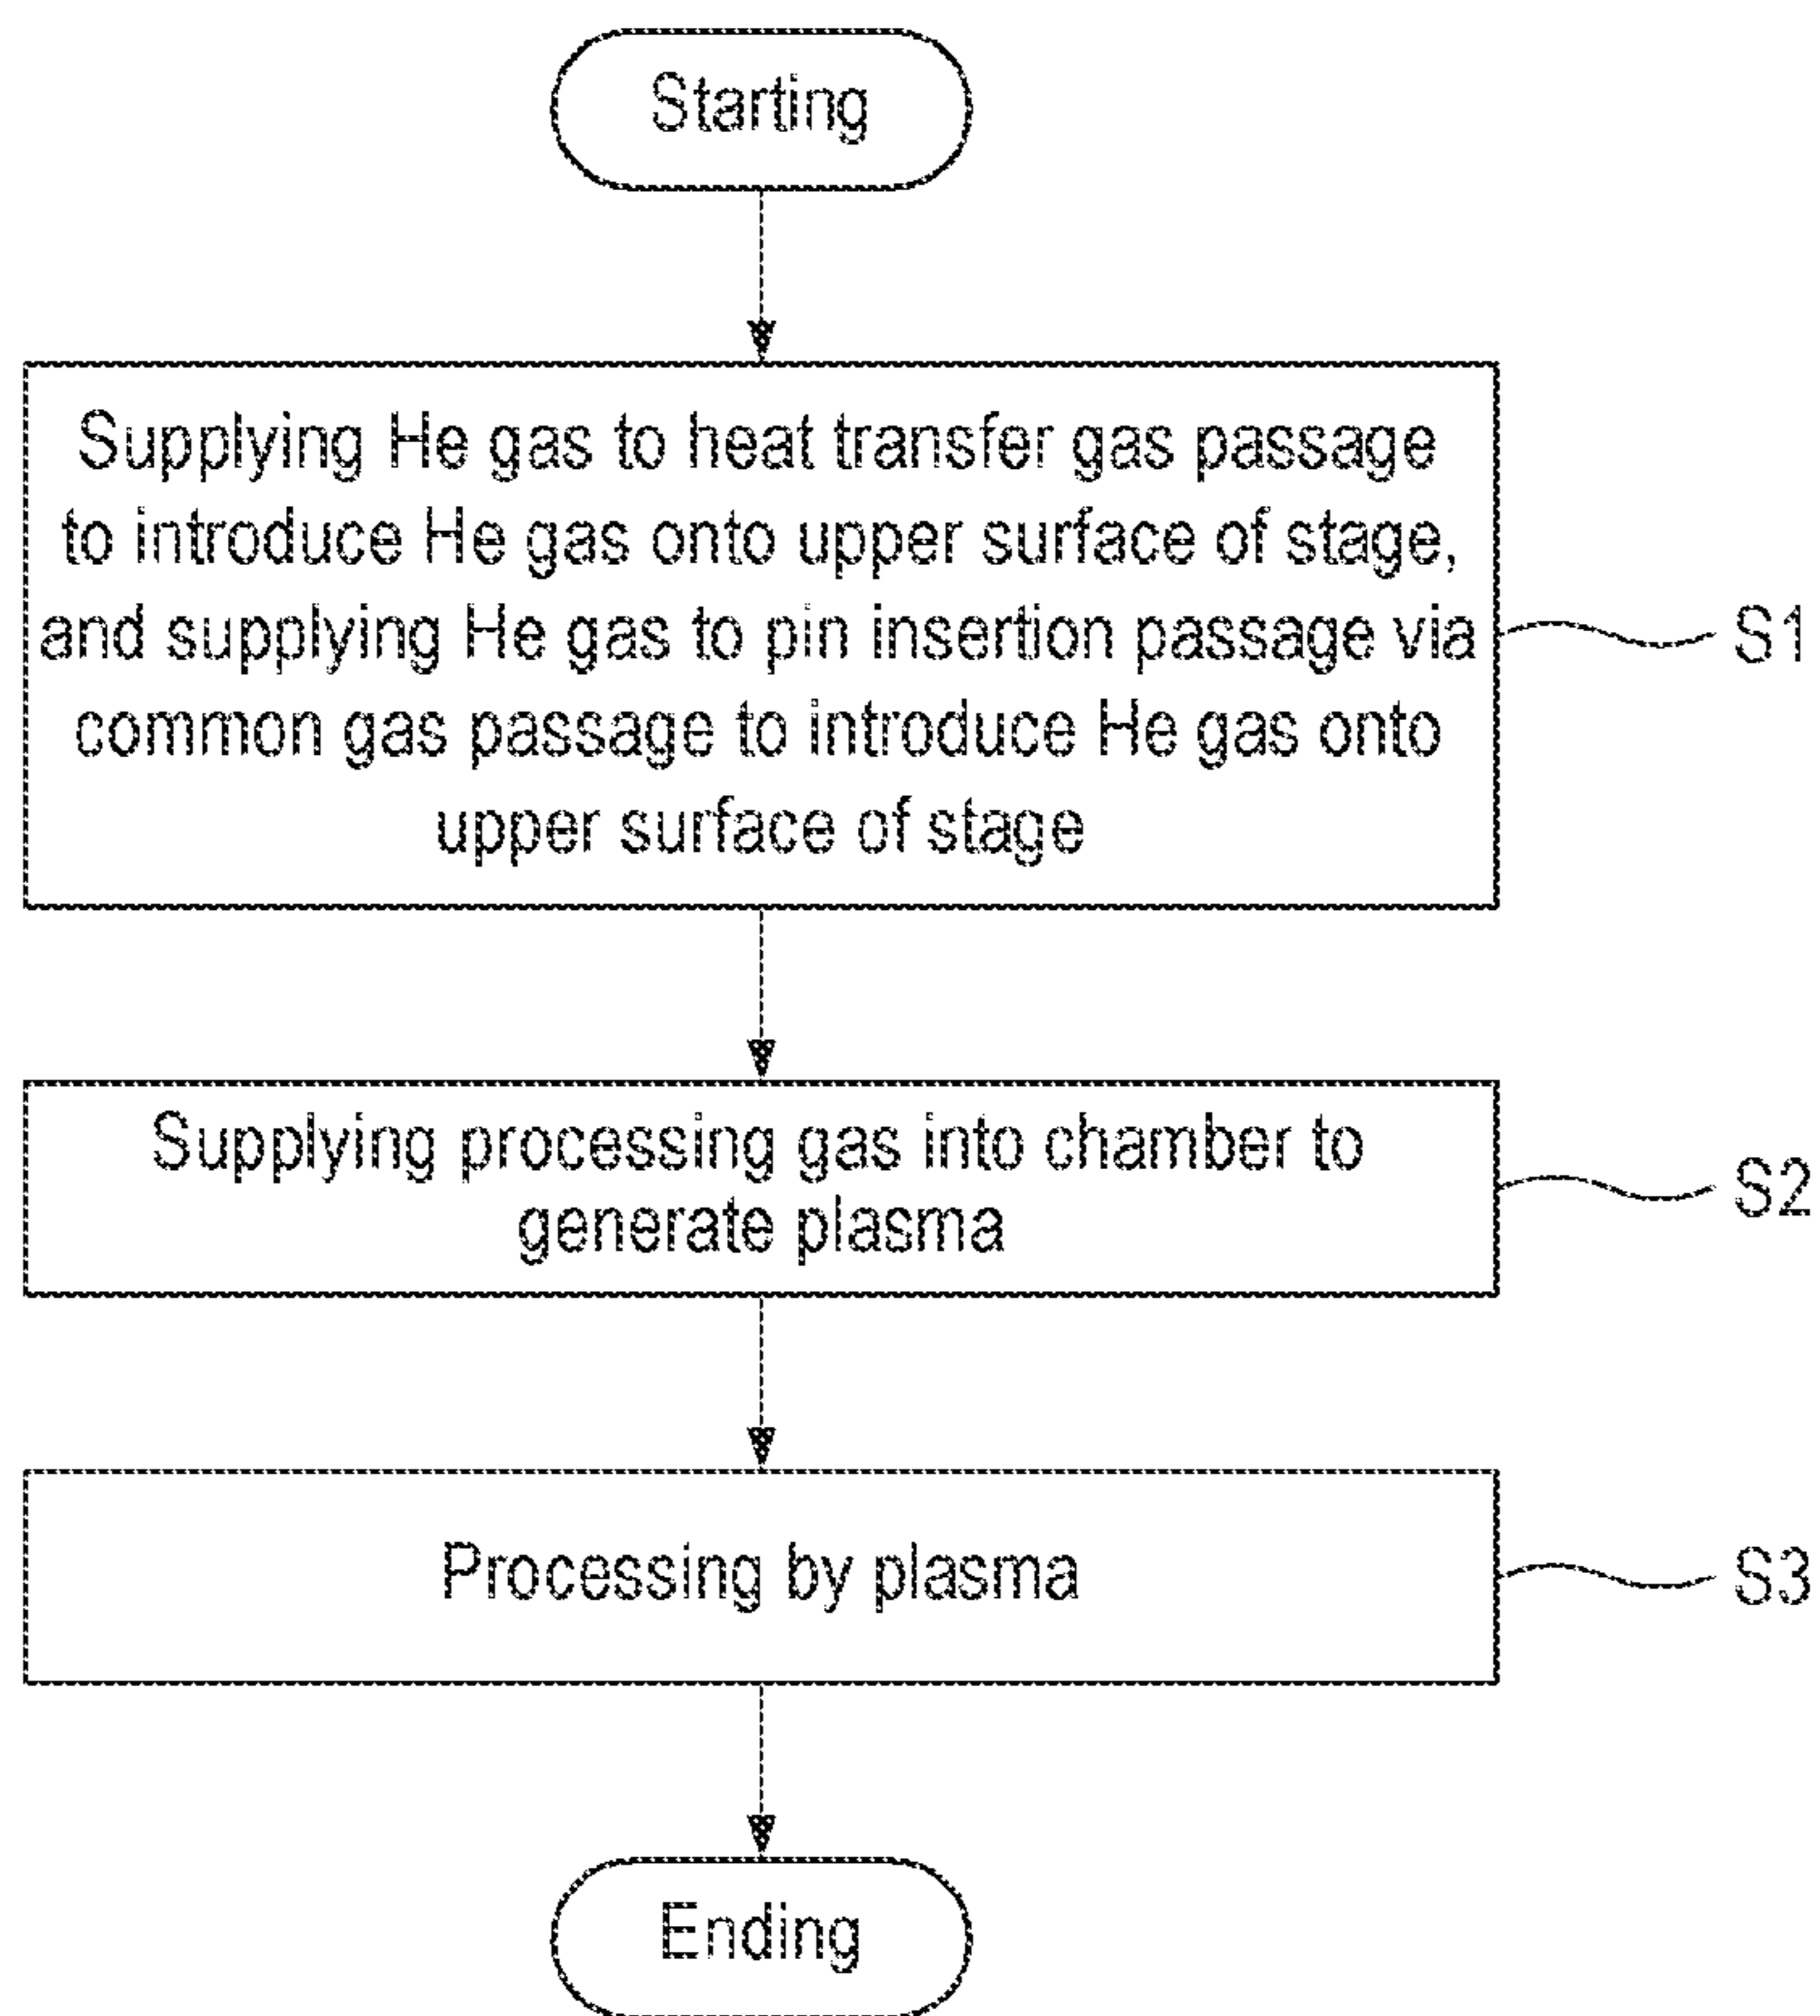 Starting
Supplying He gas to heat transfer gas passage
to introduce He gas onto upper surface of stage,
and supplying He gas to pin insertion passage via
common gas passage to introduce He gas onto
upper surface of stage
S1
Supplying processing gas into chamber to
generate plasma
S2
Processing by plasma
S3
Ending